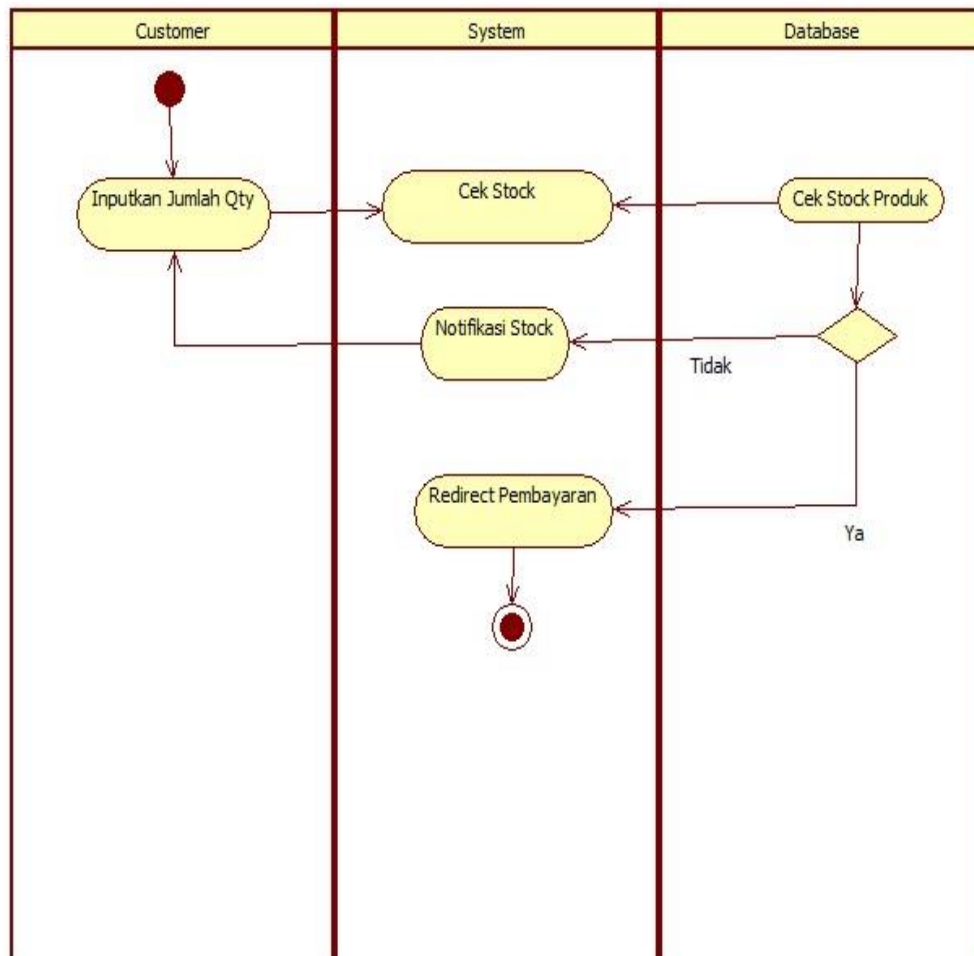 Customer
System
Database
Inputkan Jumlah Qty
Cek Stock
Cek Stock Produk
Notifikasi Stock
Tidak
Redirect Pembayaran
Ya